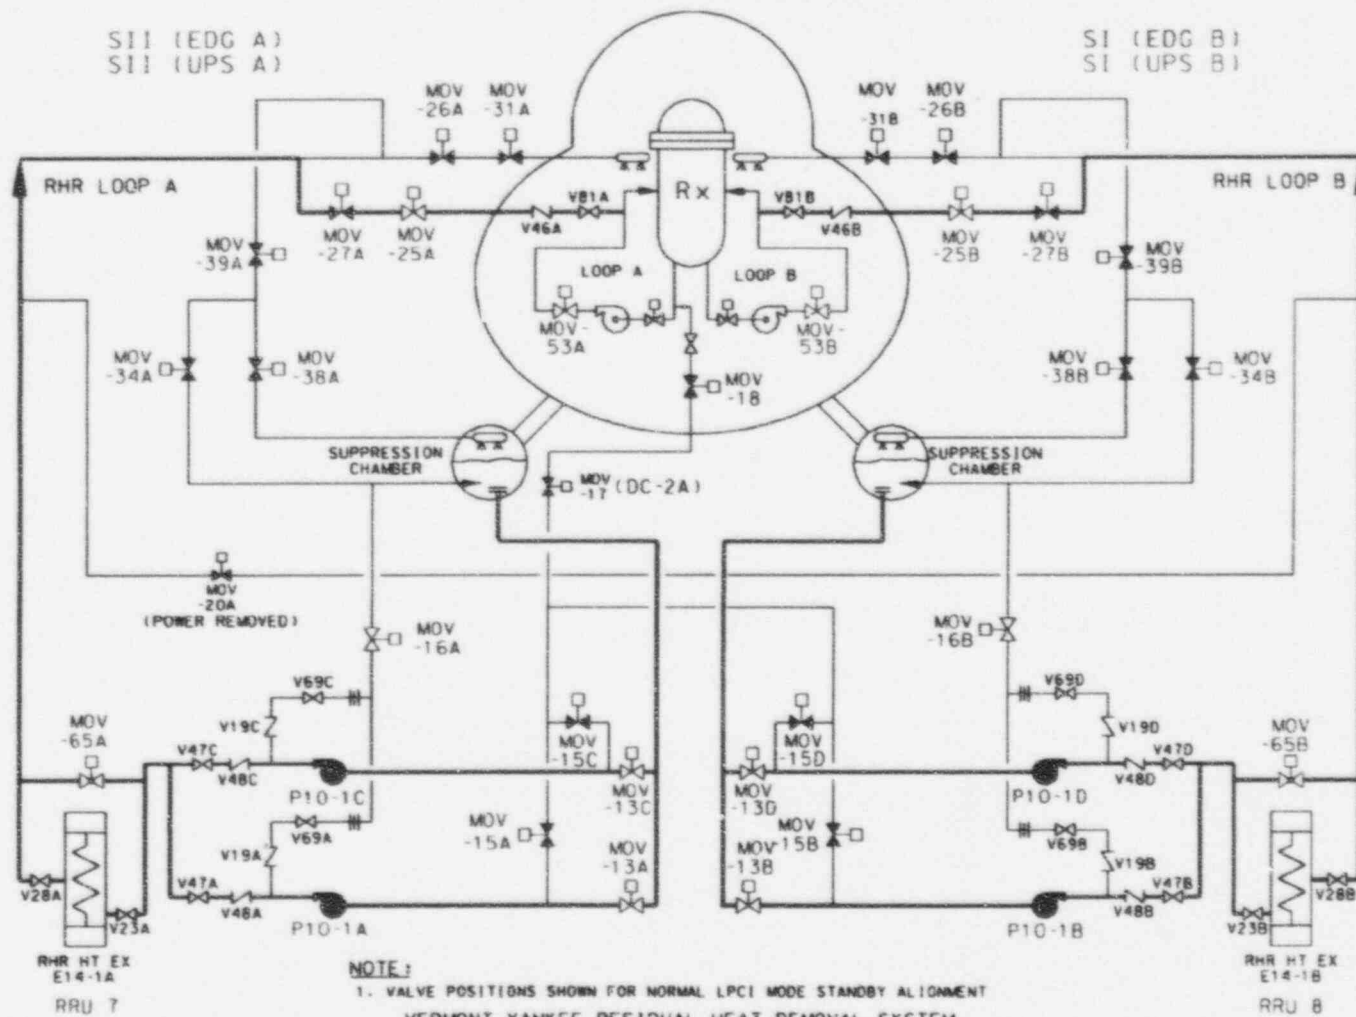 SII (EDG A)
SII (UPS A)
SI (EDG B)
SI (UPS B)
MOV
-26A
MOV
-31A
MOV
-31B
MOV
-26B
RHR LOOP A
RHR LOOP B
Rx
V81A
V81B
V46A
V46B
MOV
-27A
MOV
-25A
MOV
-25B
MOV
-27B
MOV
-39A
MOV
-39B
LOOP A
LOOP B
MOV-
53A
MOV-
53B
MOV
-34A
MOV
-38A
MOV
-18
MOV
-38B
MOV
-34B
SUPPRESSION
CHAMBER
SUPPRESSION
CHAMBER
MOV
-17 (DC-2A)
MOV
-20A
(POWER REMOVED)
MOV
-16A
MOV
-16B
V69C
V69D
MOV
-65A
V19C
V19D
MOV
-65B
V47C
V48C
MOV
-15C
MOV
-15D
V47D
V48D
P10-1C
MOV
-13C
MOV
-13D
P10-1D
V69A
V69B
MOV
-15A
MOV
-15B
V19A
V19B
MOV
-13A
MOV
-13B
V47A
V48A
V47B
V48B
V28A
V23A
V23B
V28B
P10-1A
P10-1B
RHR HT EX
E14-1A
RRU 7
RHR HT EX
E14-1B
RRU 8
NOTE:
1. VALVE POSITIONS SHOWN FOR NORMAL LPCI MODE STANDBY ALIGNMENT
VERMONT YANKEE RESIDUAL HEAT REMOVAL SYSTEM